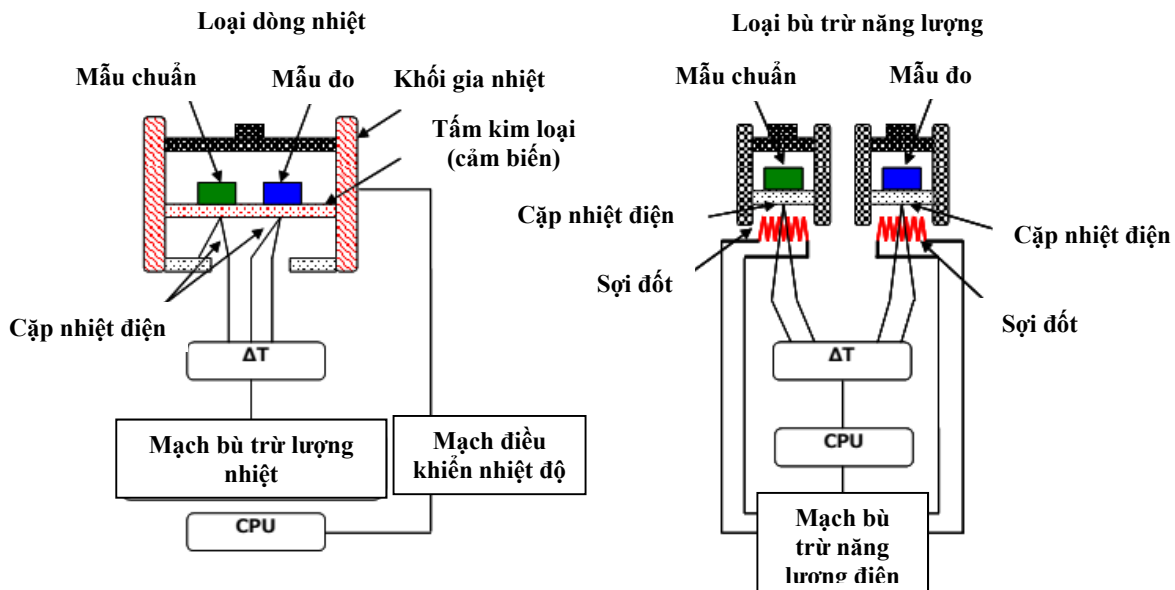 Loại dòng nhiệt
Mẫu chuẩn
Mẫu đo
Khối gia nhiệt
Tấm kim loại
(cảm biến)
Cặp nhiệt điện
ΔT
Mạch bù trừ lượng
nhiệt
Mạch điều
khiển nhiệt độ
CPU
Loại bù trừ năng lượng
Mẫu chuẩn
Mẫu đo
Cặp nhiệt điện
Cặp nhiệt điện
Sợi đốt
Sợi đốt
ΔT
CPU
Mạch bù
trừ năng
lượng điện